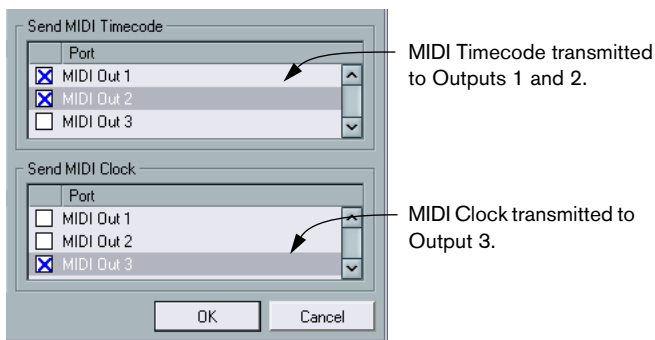 Send MIDI Timecode
Port
MIDI Out 1
MIDI Out 2
MIDI Out 3
MIDI Timecode transmitted
to Outputs 1 and 2.
Send MIDI Clock
Port
MIDI Out 1
MIDI Out 2
MIDI Out 3
MIDI Clock transmitted to
Output 3.
OK
Cancel